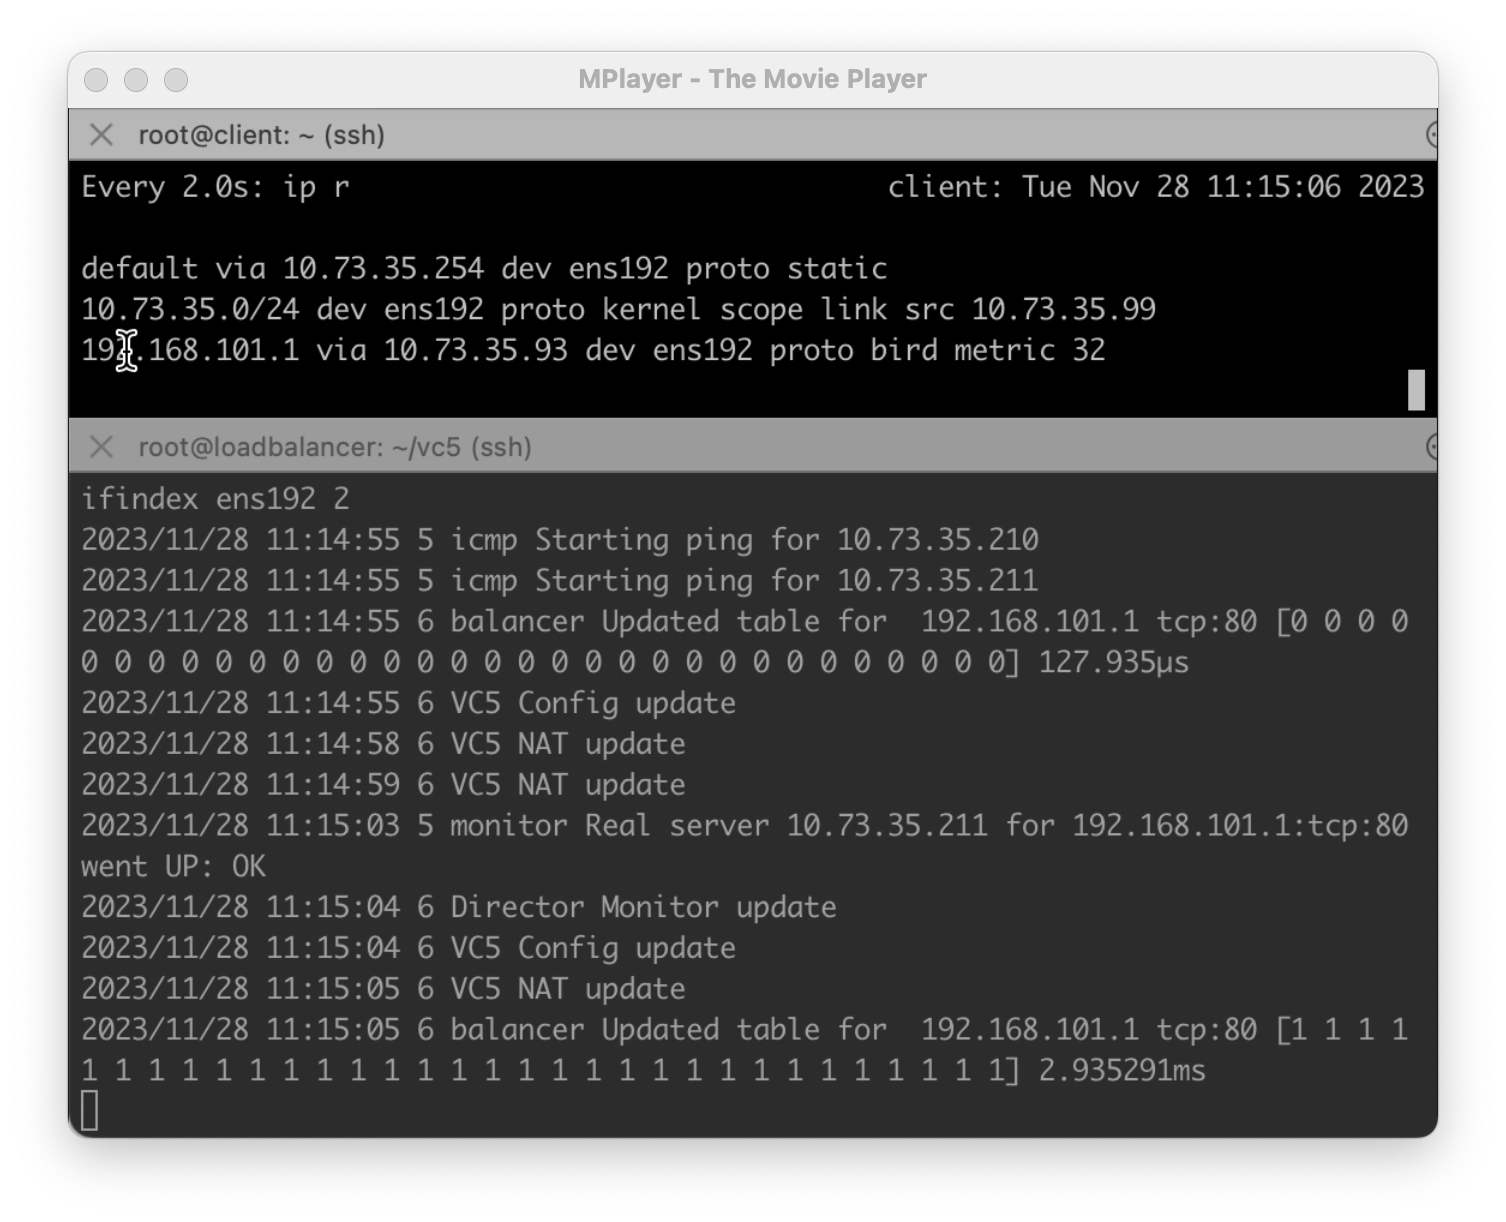 MPlayer - The Movie Player
root@client: ~ (ssh)
Every 2.0s: ip r client: Tue Nov 28 11:15:06 2023
default via 10.73.35.254 dev ens192 proto static
10.73.35.0/24 dev ens192 proto kernel scope link src 10.73.35.99
192.168.101.1 via 10.73.35.93 dev ens192 proto bird metric 32
root@loadbalancer: ~/vc5 (ssh)
ifindex ens192 2
2023/11/28 11:14:55 5 icmp Starting ping for 10.73.35.210
2023/11/28 11:14:55 5 icmp Starting ping for 10.73.35.211
2023/11/28 11:14:55 6 balancer Updated table for  192.168.101.1 tcp:80 [0 0 0 0
0 0 0 0 0 0 0 0 0 0 0 0 0 0 0 0 0 0 0 0 0 0 0 0] 127.935µs
2023/11/28 11:14:55 6 VC5 Config update
2023/11/28 11:14:58 6 VC5 NAT update
2023/11/28 11:14:59 6 VC5 NAT update
2023/11/28 11:15:03 5 monitor Real server 10.73.35.211 for 192.168.101.1:tcp:80
went UP: OK
2023/11/28 11:15:04 6 Director Monitor update
2023/11/28 11:15:04 6 VC5 Config update
2023/11/28 11:15:05 6 VC5 NAT update
2023/11/28 11:15:05 6 balancer Updated table for  192.168.101.1 tcp:80 [1 1 1 1
1 1 1 1 1 1 1 1 1 1 1 1 1 1 1 1 1 1 1 1 1 1 1 1] 2.935291ms